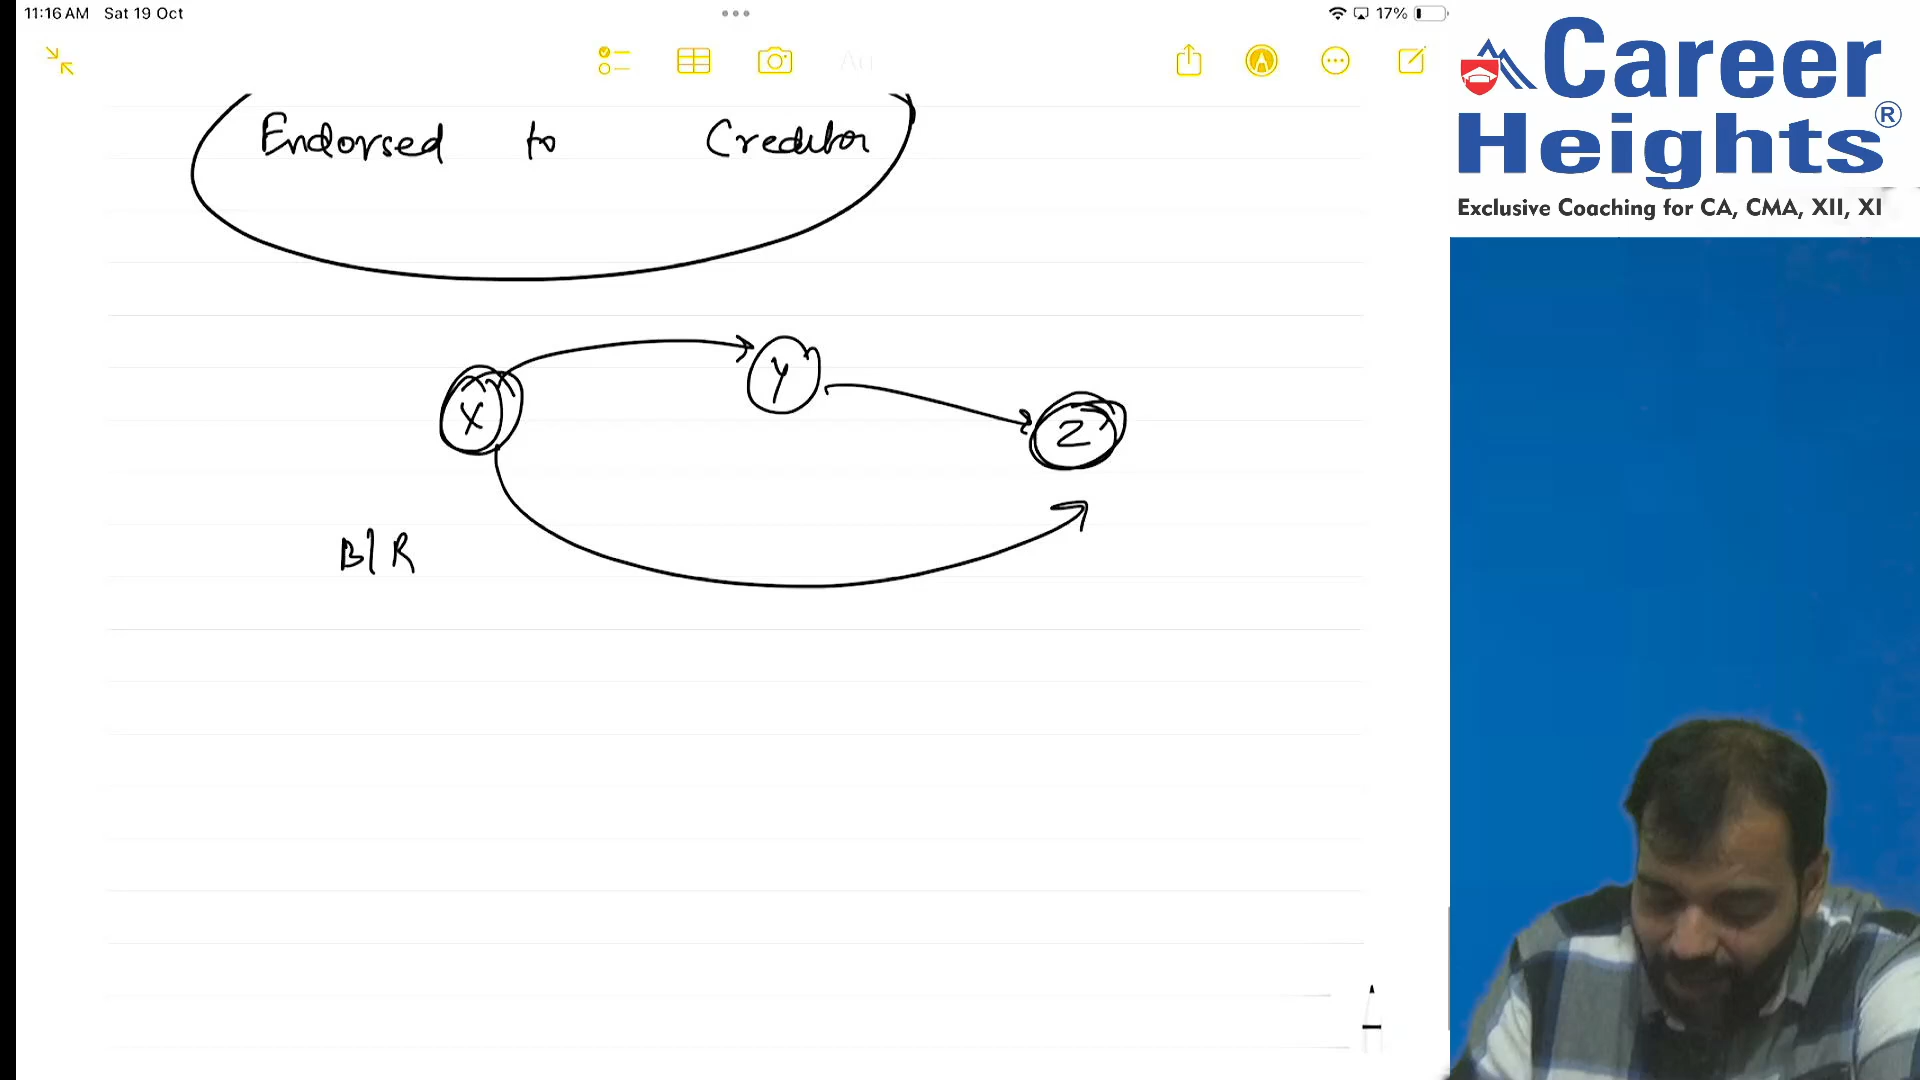 11:16 AM Sat 19 Oct
17%
Aa
Career
Heights®
Exclusive Coaching for CA, CMA, XII, XI
Endorsed to Creditor
X
Y
Z
B/R